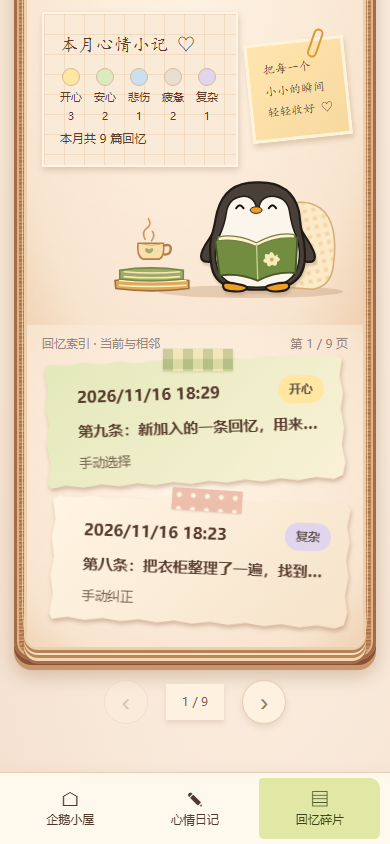 本月心情小记 ♡
开心 安心 悲伤 疲惫 复杂
3 2 1 2 1
本月共 9 篇回忆
把每一个
小小的瞬间
轻轻收好 ♡
回忆索引 · 当前与相邻 第 1 / 9 页
2026/11/16 18:29 开心
第九条：新加入的一条回忆，用来...
手动选择
2026/11/16 18:23 复杂
第八条：把衣柜整理了一遍，找到...
手动纠正
‹ 1 / 9 ›
企鹅小屋 心情日记 回忆碎片